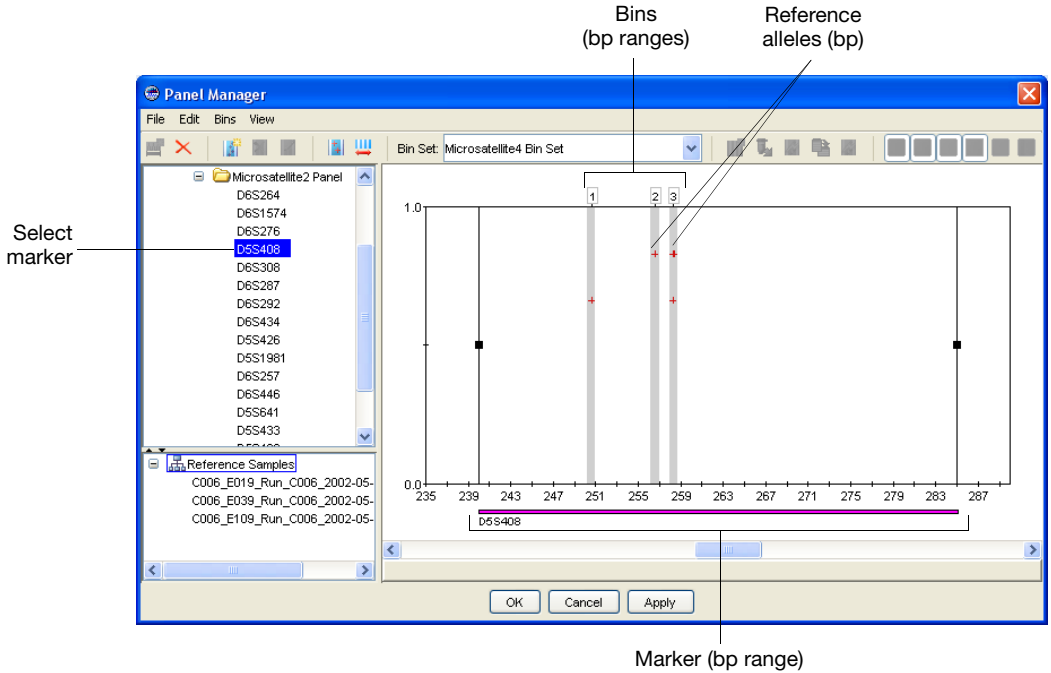 Bins
(bp ranges)
Reference
alleles (bp)
Panel Manager
File Edit Bins View
Bin Set: Microsatellite4 Bin Set
Select
marker
Microsatellite2 Panel
D6S264
D6S1574
D6S276
D5S408
D6S308
D6S287
D6S292
D6S434
D5S426
D5S1981
D6S257
D6S446
D5S641
D5S433
Reference Samples
C006_E019_Run_C006_2002-05-
C006_E039_Run_C006_2002-05-
C006_E109_Run_C006_2002-05-
1 2 3
1.0
0.0
235 239 243 247 251 255 259 263 267 271 275 279 283 287
D5S408
OK Cancel Apply
Marker (bp range)